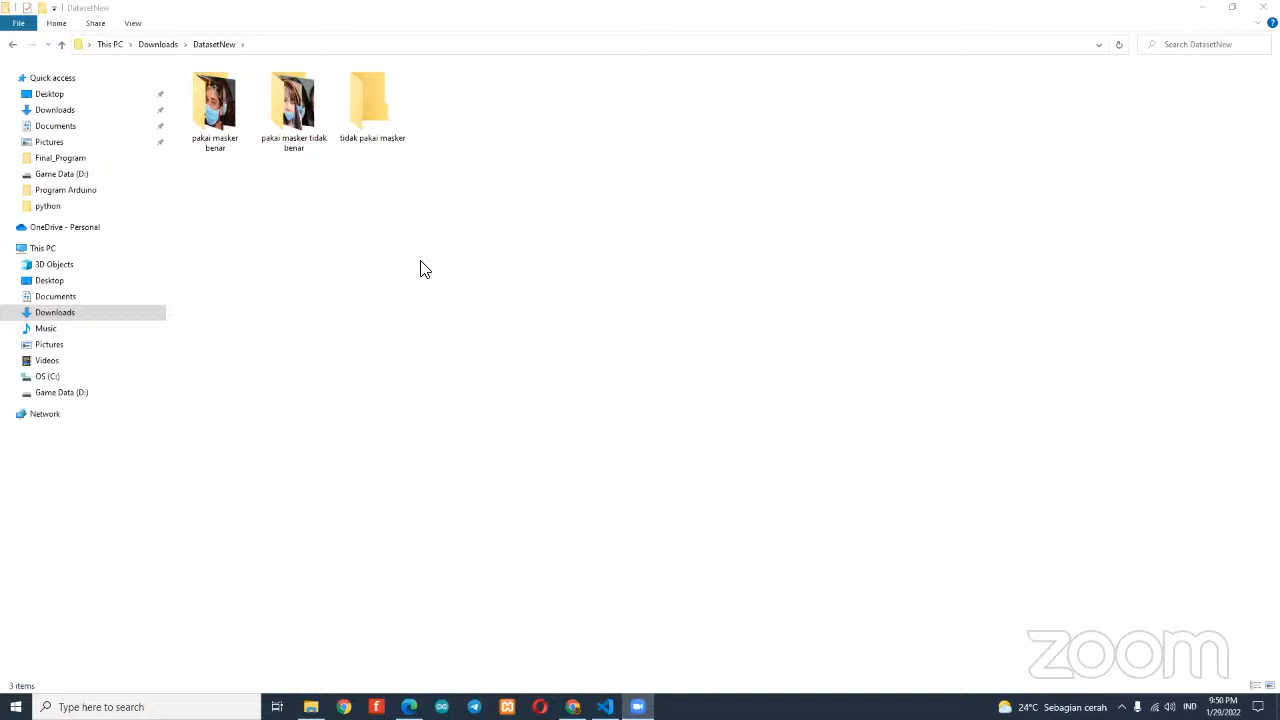 DatasetNew
File Home Share View
This PC Downloads DatasetNew
Search DatasetNew
Quick access
Desktop
Downloads
Documents
Pictures
Final_Program
Game Data (D:)
Program Arduino
python
OneDrive - Personal
This PC
3D Objects
Desktop
Documents
Downloads
Music
Pictures
Videos
OS (C:)
Game Data (D:)
Network
pakai masker
benar
pakai masker tidak
benar
tidak pakai masker
zoom
3 items
Type here to search
24°C Sebagian cerah
IND
9:50 PM
1/29/2022